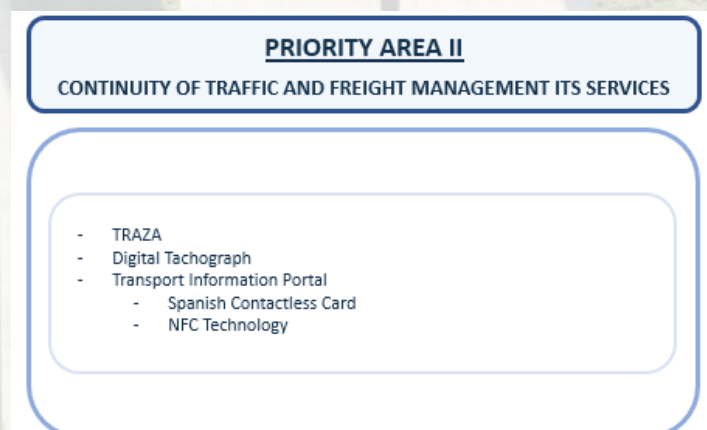 PRIORITY AREA II
CONTINUITY OF TRAFFIC AND FREIGHT MANAGEMENT ITS SERVICES
- TRAZA
- Digital Tachograph
- Transport Information Portal
- Spanish Contactless Card
- NFC Technology